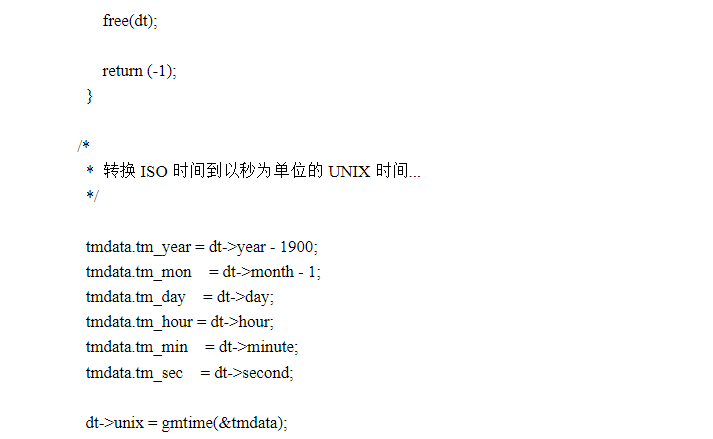 free(dt);
return (-1);
}
/*
* 转换 ISO 时间到以秒为单位的 UNIX 时间...
*/
tmdata.tm_year = dt->year - 1900;
tmdata.tm_mon = dt->month - 1;
tmdata.tm_day = dt->day;
tmdata.tm_hour = dt->hour;
tmdata.tm_min = dt->minute;
tmdata.tm_sec = dt->second;
dt->unix = gmtime(&tmdata);